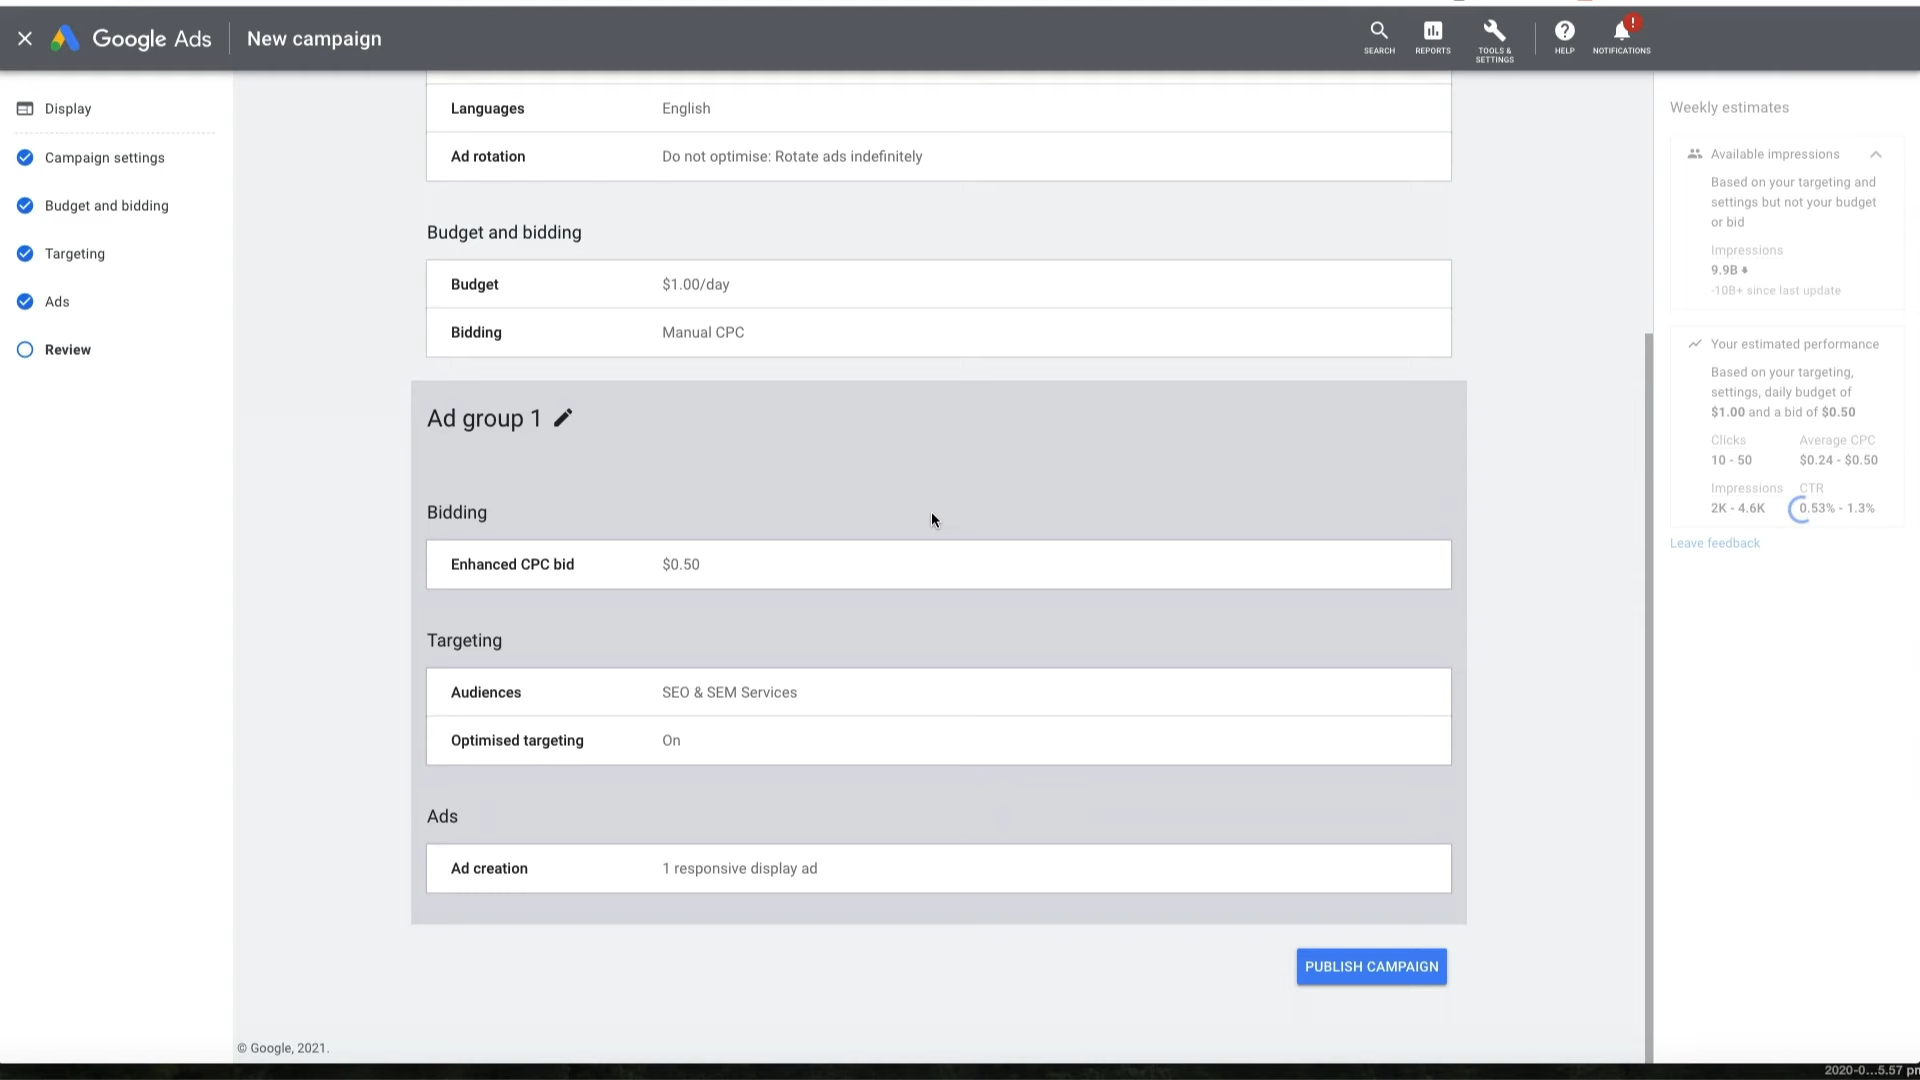 Google Ads
New campaign
SEARCH
REPORTS
TOOLS &
SETTINGS
HELP
!
NOTIFICATIONS
Display
Campaign settings
Budget and bidding
Targeting
Ads
Review
Languages English
Ad rotation Do not optimise: Rotate ads indefinitely
Budget and bidding
Budget $1.00/day
Bidding Manual CPC
Ad group 1
Bidding
Enhanced CPC bid $0.50
Targeting
Audiences SEO & SEM Services
Optimised targeting On
Ads
Ad creation 1 responsive display ad
PUBLISH CAMPAIGN
© Google, 2021.
Weekly estimates
Available impressions
Based on your targeting and
settings but not your budget
or bid
Impressions
9.9B
-10B+ since last update
Your estimated performance
Based on your targeting,
settings, daily budget of
$1.00 and a bid of $0.50
Clicks Average CPC
10 - 50 $0.24 - $0.50
Impressions CTR
2K - 4.6K 0.53% - 1.3%
Leave feedback
2020-0...5.57 pm